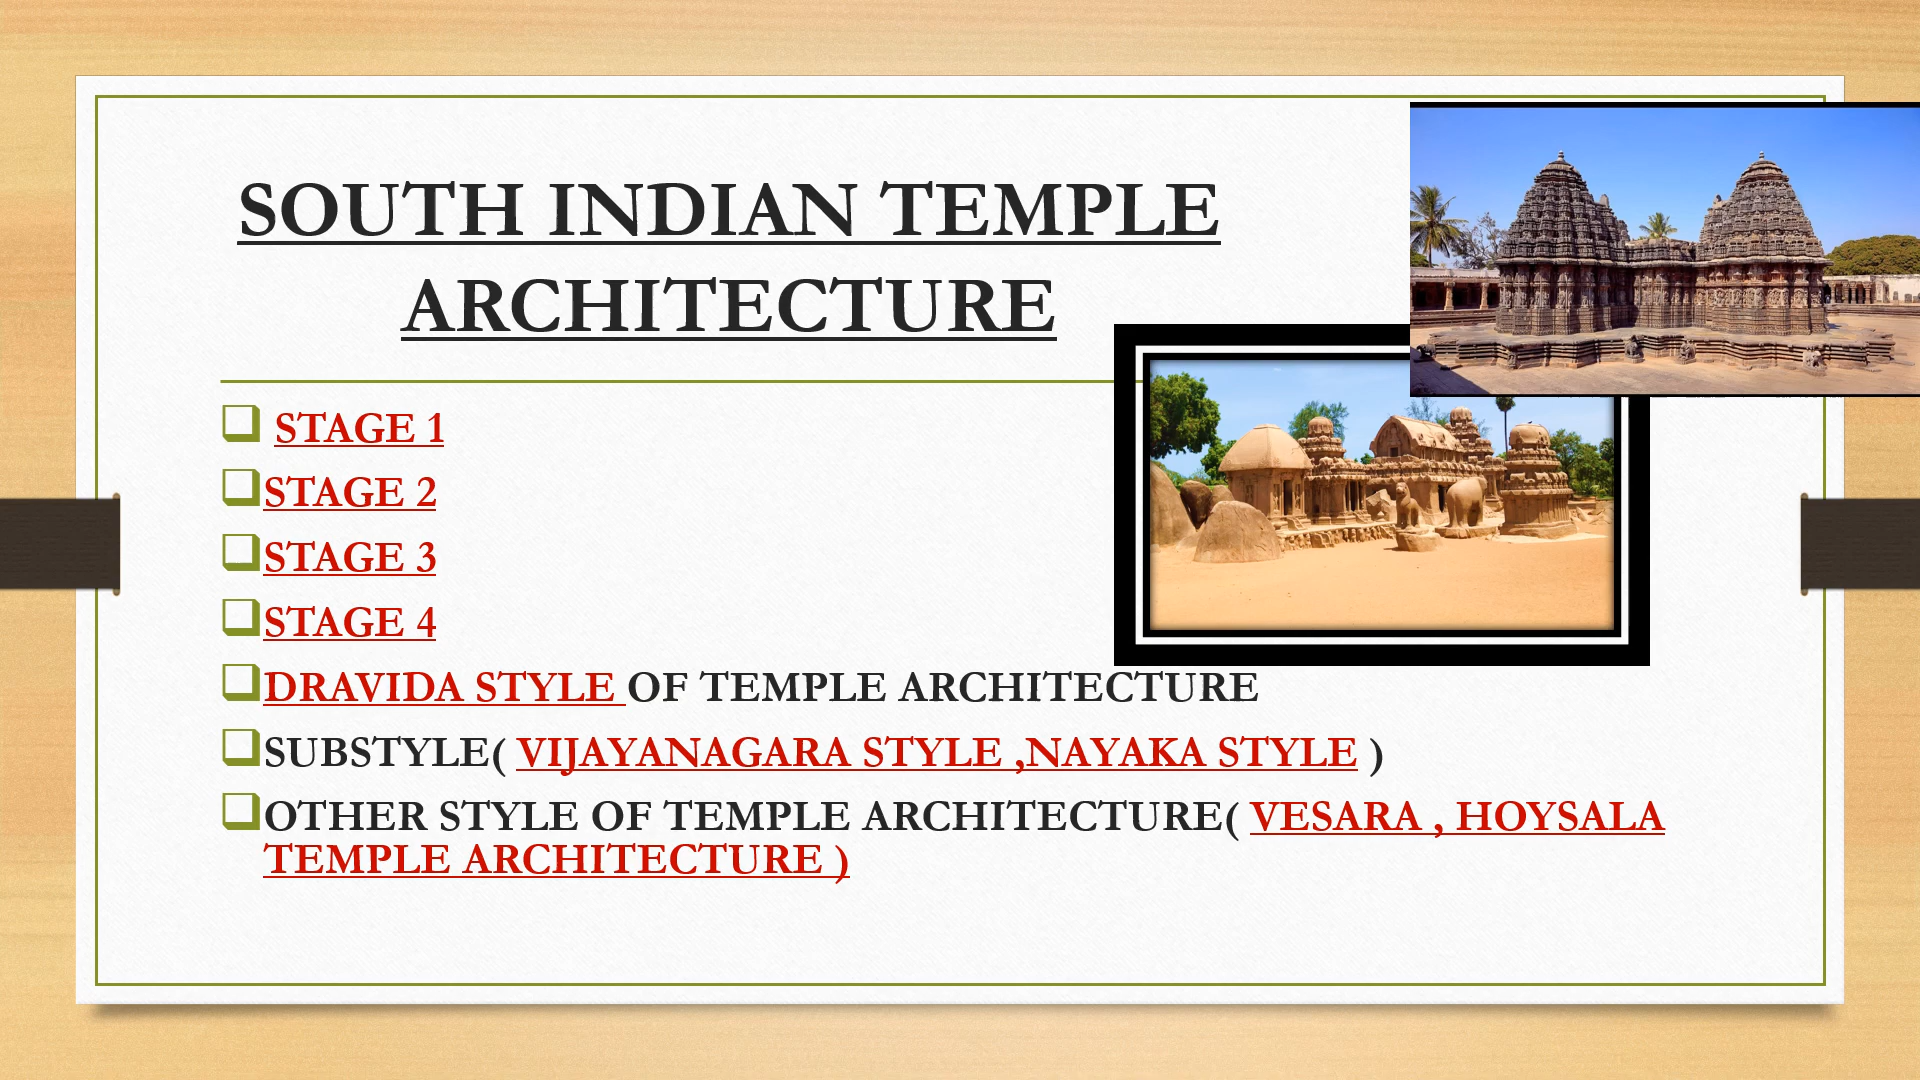 SOUTH INDIAN TEMPLE
ARCHITECTURE
STAGE 1
STAGE 2
STAGE 3
STAGE 4
DRAVIDA STYLE OF TEMPLE ARCHITECTURE
SUBSTYLE( VIJAYANAGARA STYLE ,NAYAKA STYLE )
OTHER STYLE OF TEMPLE ARCHITECTURE( VESARA , HOYSALA
TEMPLE ARCHITECTURE )